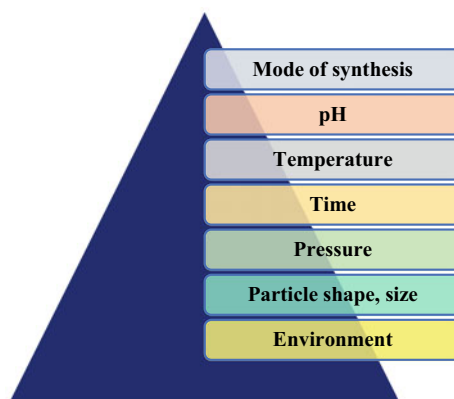 Mode of synthesis
pH
Temperature
Time
Pressure
Particle shape, size
Environment